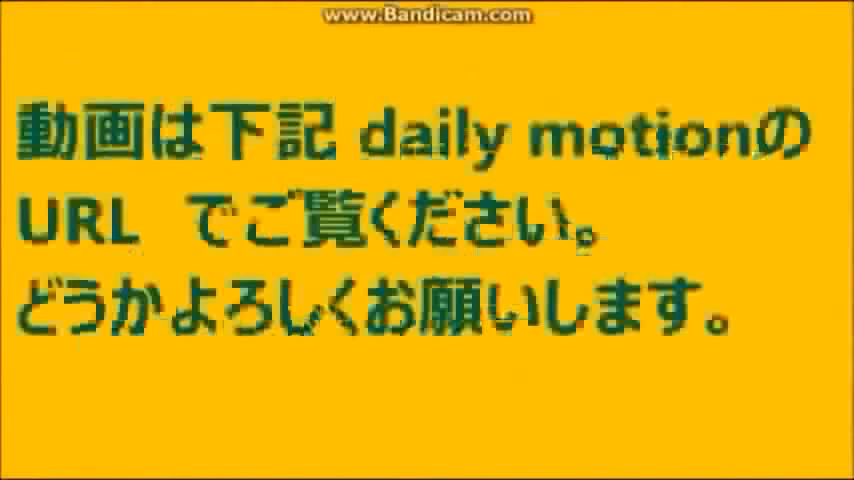 www.Bandicam.com
動画は下記 daily motionの
URL　でご覧ください。
どうかよろしくお願いします。